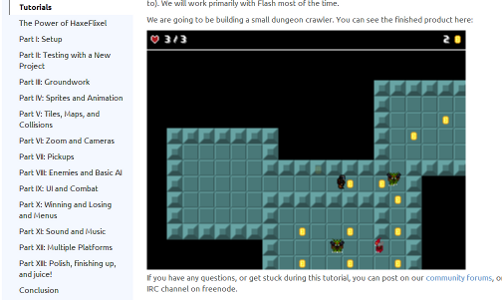 Tutorials
The Power of HaxeFlixel
Part I: Setup
Part II: Testing with a New
Project
Part III: Groundwork
Part IV: Sprites and Animation
Part V: Tiles, Maps, and
Collisions
Part VI: Zoom and Cameras
Part VII: Pickups
Part VIII: Enemies and Basic AI
Part IX: UI and Combat
Part X: Winning and Losing
and Menus
Part XI: Sound and Music
Part XII: Multiple Platforms
Part XIII: Polish, finishing up,
and juice!
Conclusion
to). We will work primarily with Flash most of the time.
We are going to be building a small dungeon crawler. You can see the finished product here:
3 / 3
2
If you have any questions, or get stuck during this tutorial, you can post on our community forums, o
IRC channel on freenode.